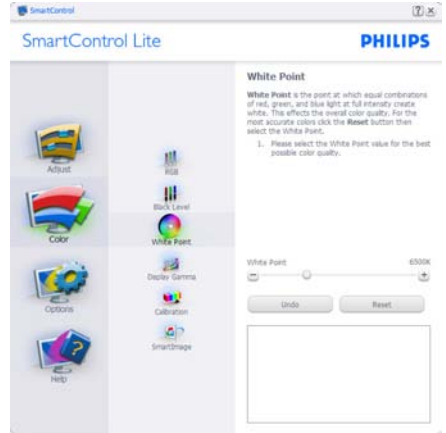 SmartControl
SmartControl Lite
PHILIPS
Adjust
Color
Options
Help
RGB
Black Level
White Point
Display Gamma
Calibration
SmartImage
White Point
White Point is the point at which equal combinations
of red, green, and blue light at full intensity create
white. This effects the overall color quality. For the
most accurate colors click the Reset button then
select the White Point.
1. Please select the White Point value for the best
possible color quality.
White Point 6500K
Undo Reset